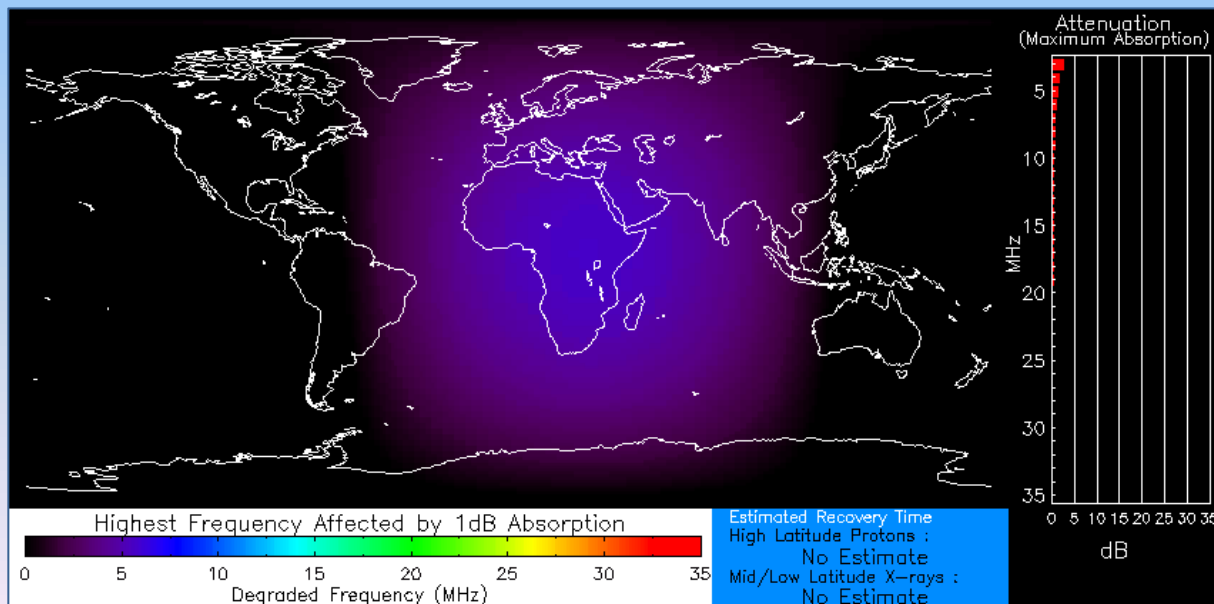 Attenuation
(Maximum Absorption)
5
10
15
20
25
30
35
MHz
0 5 10 15 20 25 30 35
dB
Highest Frequency Affected by 1dB Absorption
0 5 10 15 20 25 30 35
Degraded Frequency (MHz)
Estimated Recovery Time
High Latitude Protons :
No Estimate
Mid/Low Latitude X-rays :
No Estimate